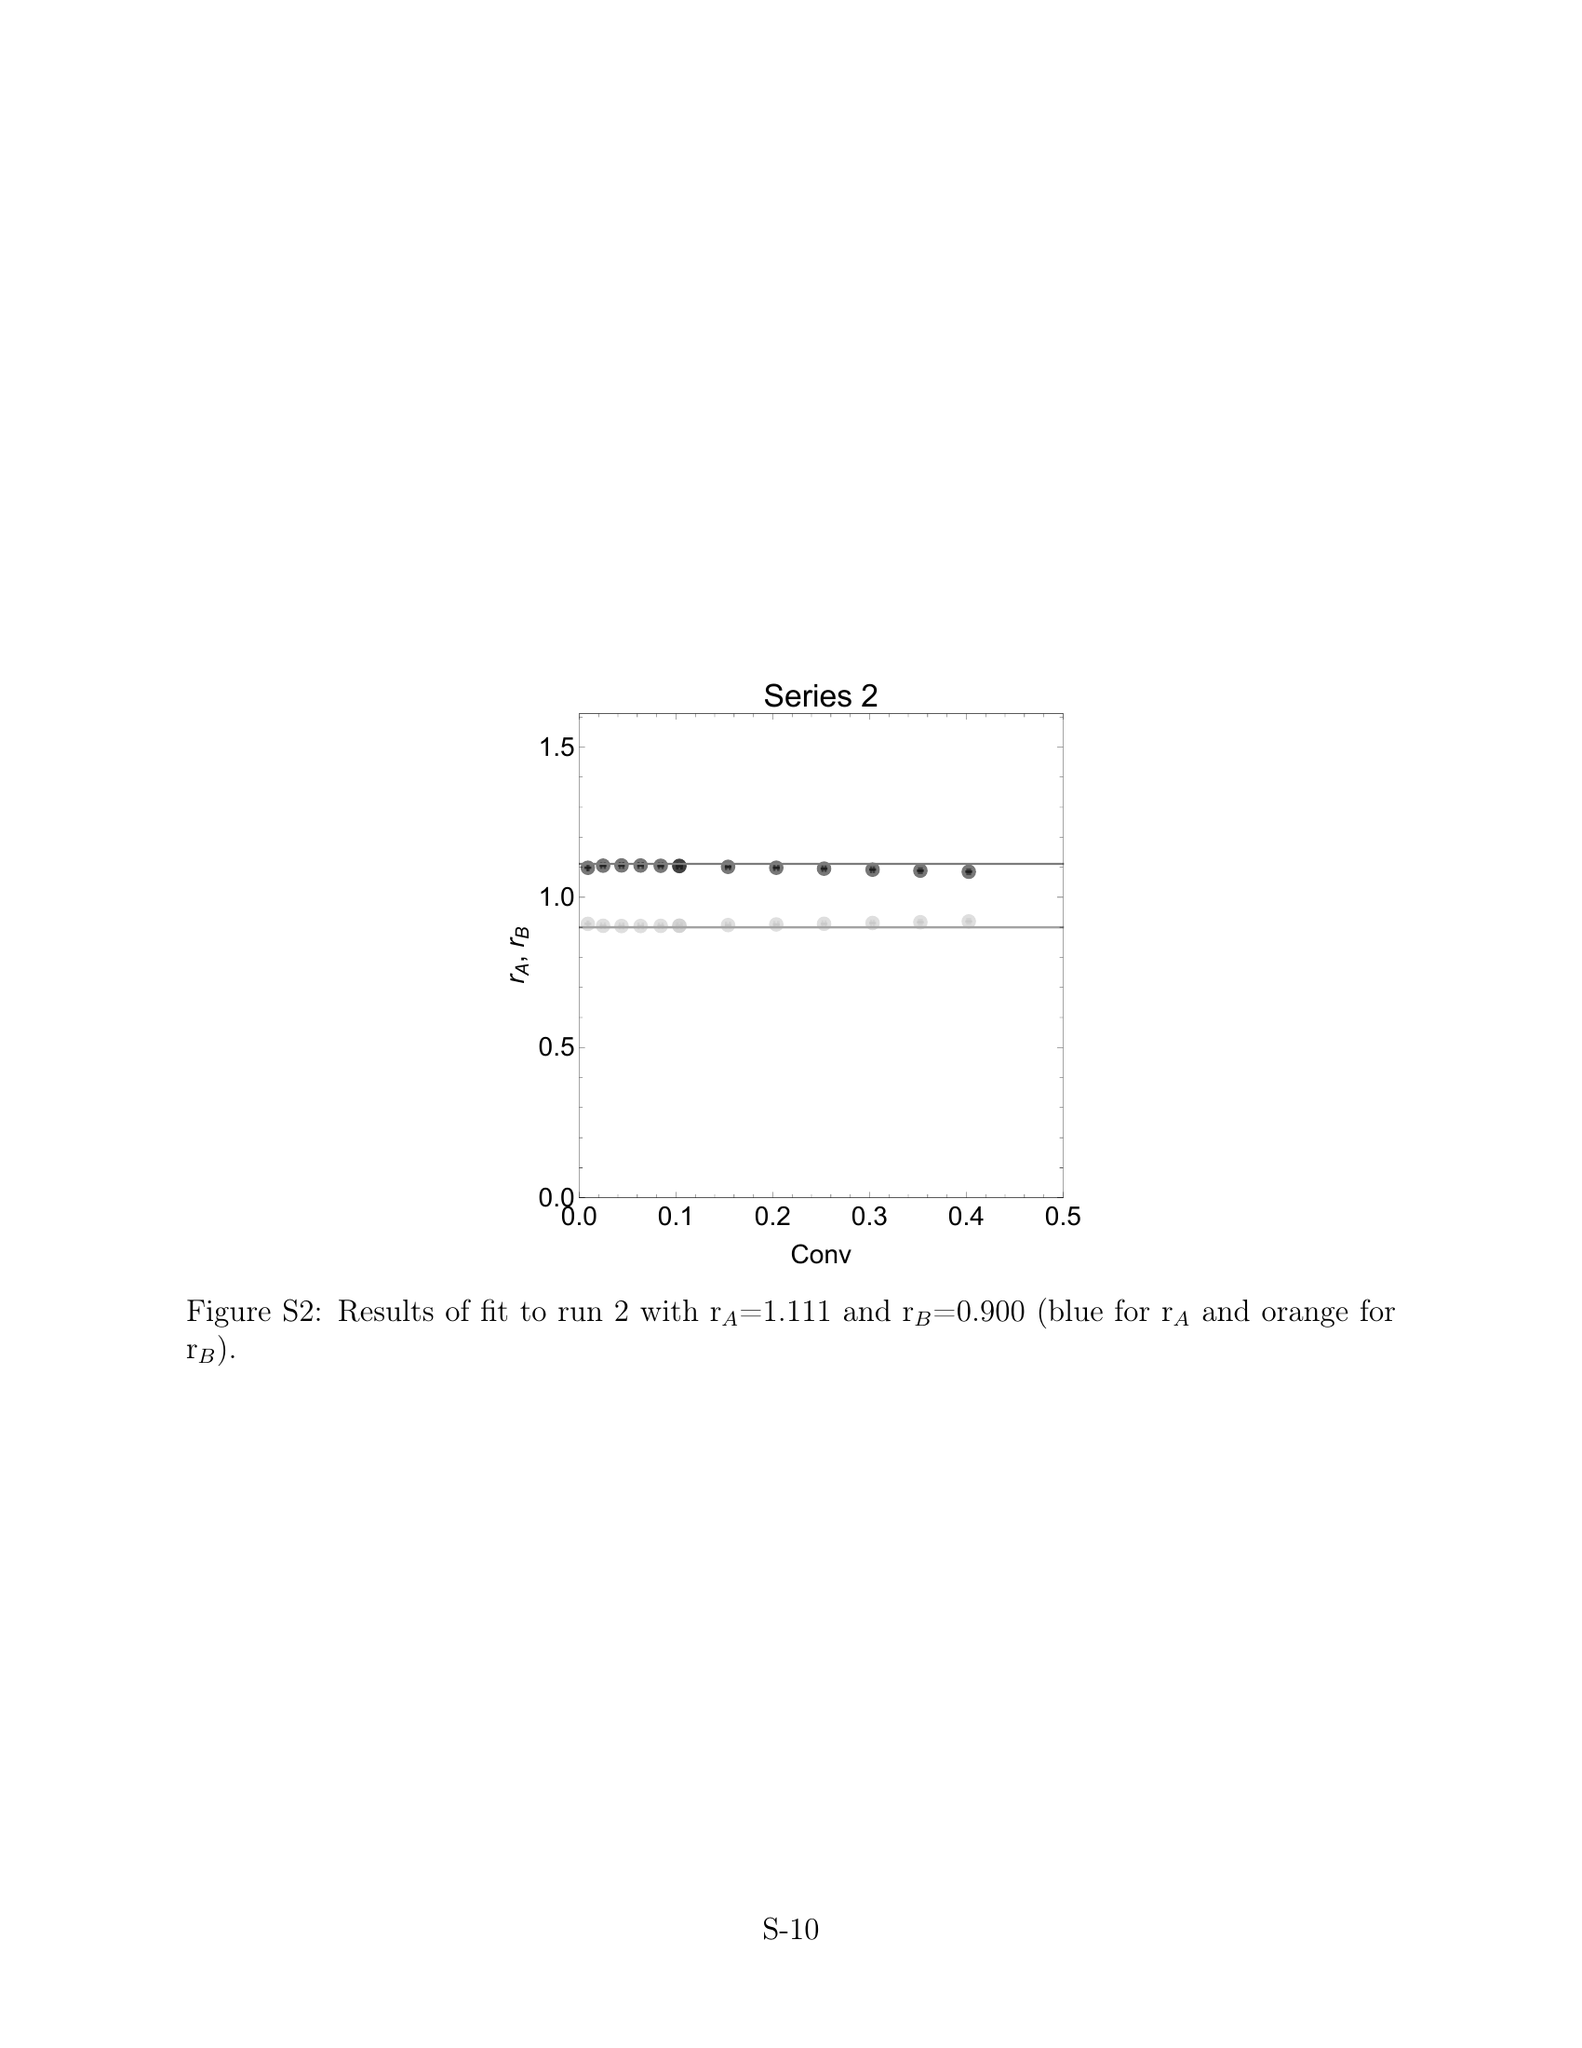 Series 2
1.5
1.0
0.5
0.0
r_A, r_B
0.0 0.1 0.2 0.3 0.4 0.5
Conv
Figure S2: Results of fit to run 2 with r_A=1.111 and r_B=0.900 (blue for r_A and orange for
r_B).
S-10